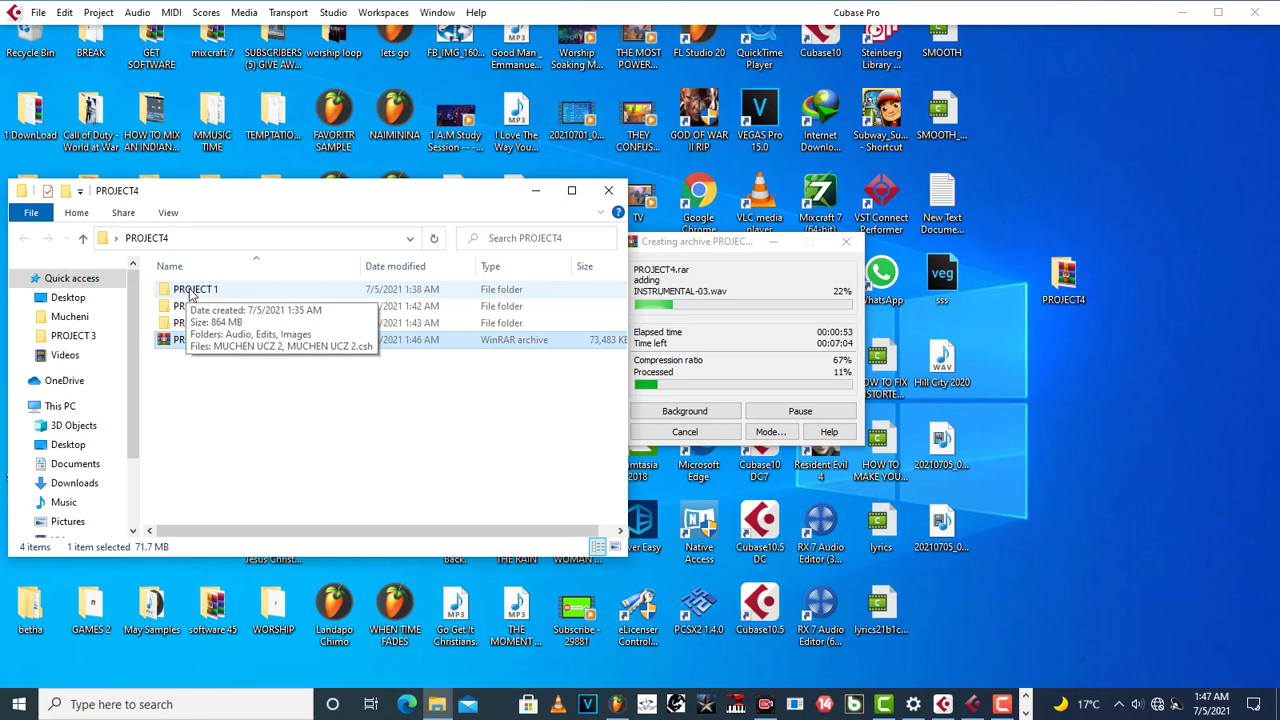 File Edit Project Audio MIDI Scores Media Transport Studio Workspaces Window Help
Cubase Pro
Recycle Bin
BREAK
GET
SOFTWARE
SUBSCRIBERS
(5) GIVE AW...
worship loop
lets go
FB_IMG_160...
Good Man_
Emmanue...
Worship
Soaking M...
THE MOST
POWER...
FL Studio 20
QuickTime
Player
Cubase10
Steinberg
Library ...
SMOOTH
1 DownLoad
Call of Duty -
World at War
HOW TO MIX
AN INDIAN...
MMUSIC
TIME
TEMPTATIO...
FAVORITR
SAMPLE
NAIMININA
1 A.M Study
Session -- -...
I Love The
Way You...
20210701_0...
THEY
CONFUS...
GOD OF WAR
II RIP
VEGAS Pro
15.0
Internet
Downlo...
Subway_Su...
- Shortcut
SMOOTH_...
PROJECT4
File Home Share View
PROJECT4
Search PROJECT4
Name
Date modified
Type
Size
Quick access
Desktop
Mucheni
PROJECT 3
Videos
OneDrive
This PC
3D Objects
Desktop
Documents
Downloads
Music
Pictures
PROJECT 1 7/5/2021 1:38 AM File folder
PR 2021 1:42 AM File folder
PR 2021 1:43 AM File folder
PR 2021 1:46 AM WinRAR archive 73,483 KB
Date created: 7/5/2021 1:35 AM
Size: 864 MB
Folders: Audio, Edits, Images
Files: MUCHEN UCZ 2, MUCHEN UCZ 2.csh
4 items 1 item selected 71.7 MB
TV
Google
Chrome
VLC media
player
Mixcraft 7
(64-bit)
VST Connect
Performer
New Text
Document...
Creating archive PROJEC...
PROJECT4.rar
adding
INSTRUMENTAL-03.wav 22%
Elapsed time 00:00:53
Time left 00:07:04
Compression ratio 67%
Processed 11%
Background
Pause
Cancel
Mode...
Help
WhatsApp
veg
sss
PROJECT4
HOW TO FIX
DISTORTE...
WAV
Hill City 2020
2018
Microsoft
Edge
Cubase10
DC7
Resident Evil
4
HOW TO
MAKE YOU...
20210705_0...
Jesus Christ...
Back.
THE RAIN
WOMAN ...
ver Easy
Native
Access
Cubase10.5
DC
RX 7 Audio
Editor (3...
lyrics
20210705_0...
betha
GAMES 2
May Samples
software 45
WORSHIP
Landapo
Chimo
WHEN TIME
FADES
MP3
Go Get It
Christians.
MP3
THE
MOMENT ...
Subscribe -
29881
eLicenser
Control...
PCSX2 1.4.0
Cubase10.5
RX 7 Audio
Editor (6...
lyrics21b1c...
Type here to search
17°C
1:47 AM
7/5/2021